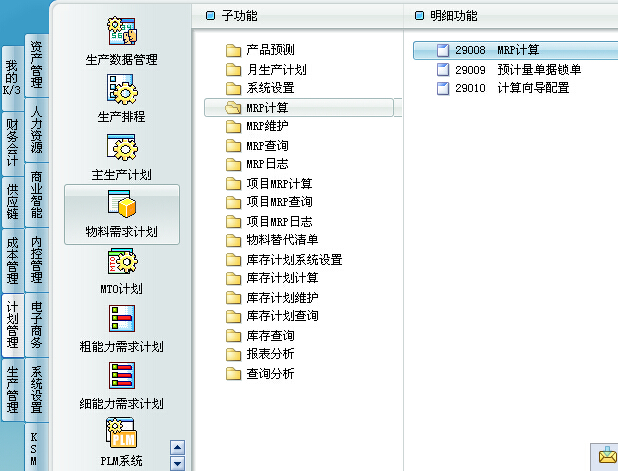 我的K/3
财务会计
供应链
成本管理
计划管理
生产管理
资产管理
人力资源
商业智能
内控管理
电子商务
系统设置
KSM
生产数据管理
生产排程
主生产计划
物料需求计划
MTO计划
粗能力需求计划
细能力需求计划
PLM
PLM系统
子功能
产品预测
月生产计划
系统设置
MRP计算
MRP维护
MRP查询
MRP日志
项目MRP计算
项目MRP查询
项目MRP日志
物料替代清单
库存计划系统设置
库存计划计算
库存计划维护
库存计划查询
库存查询
报表分析
查询分析
明细功能
29008 MRP计算
29009 预计量单据锁单
29010 计算向导配置